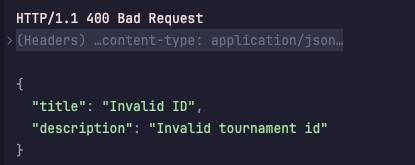 HTTP/1.1 400 Bad Request
>(Headers) …content-type: application/json…
{
"title": "Invalid ID",
"description": "Invalid tournament id"
}